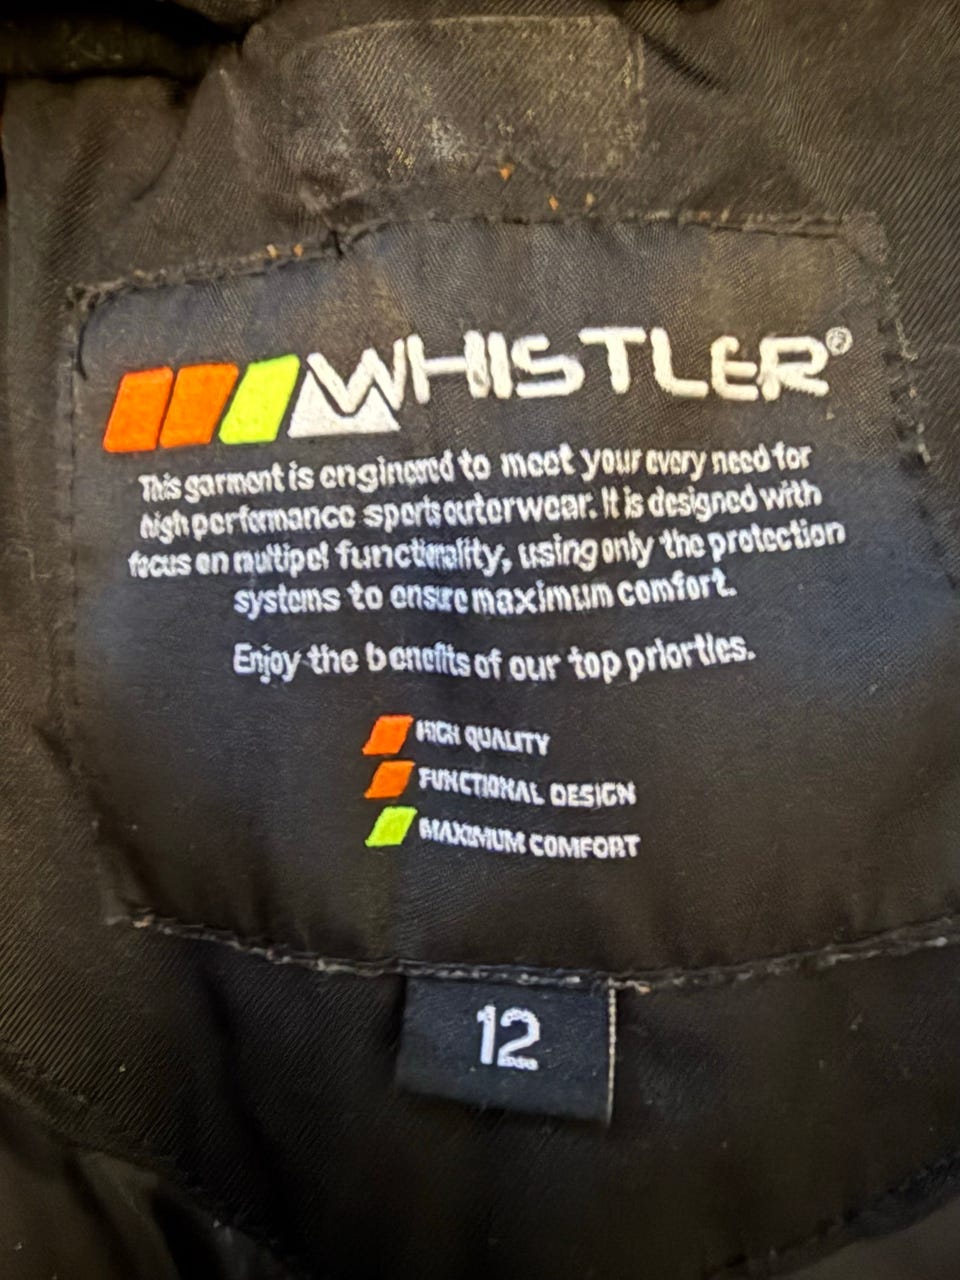 WHISTLER®
This garment is enginered to meet your every need for
high performance sports outerwear. It is designed with
focus on multipel functionality, using only the protection
systems to ensure maximum comfort.
Enjoy the benefits of our top priorties.
HIGH QUALITY
FUNCTIONAL DESIGN
MAXIMUM COMFORT
12